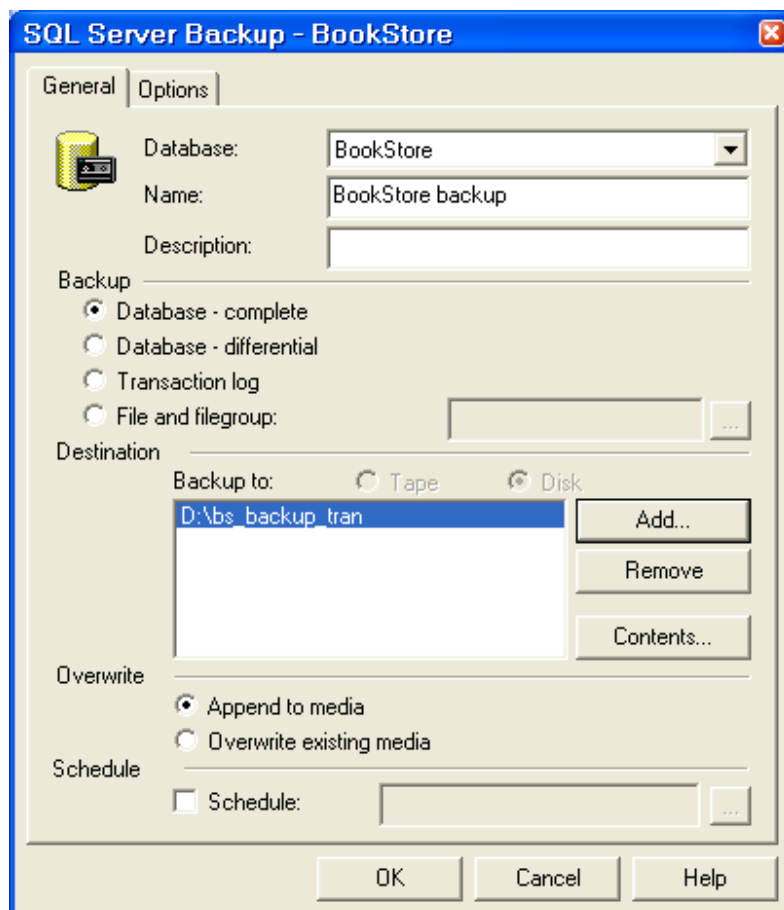 SQL Server Backup - BookStore
General Options
Database: BookStore
Name: BookStore backup
Description:
Backup
Database - complete
Database - differential
Transaction log
File and filegroup: ...
Destination
Backup to: Tape Disk
D:\bs_backup_tran Add...
Remove
Contents...
Overwrite
Append to media
Overwrite existing media
Schedule
Schedule: ...
OK Cancel Help